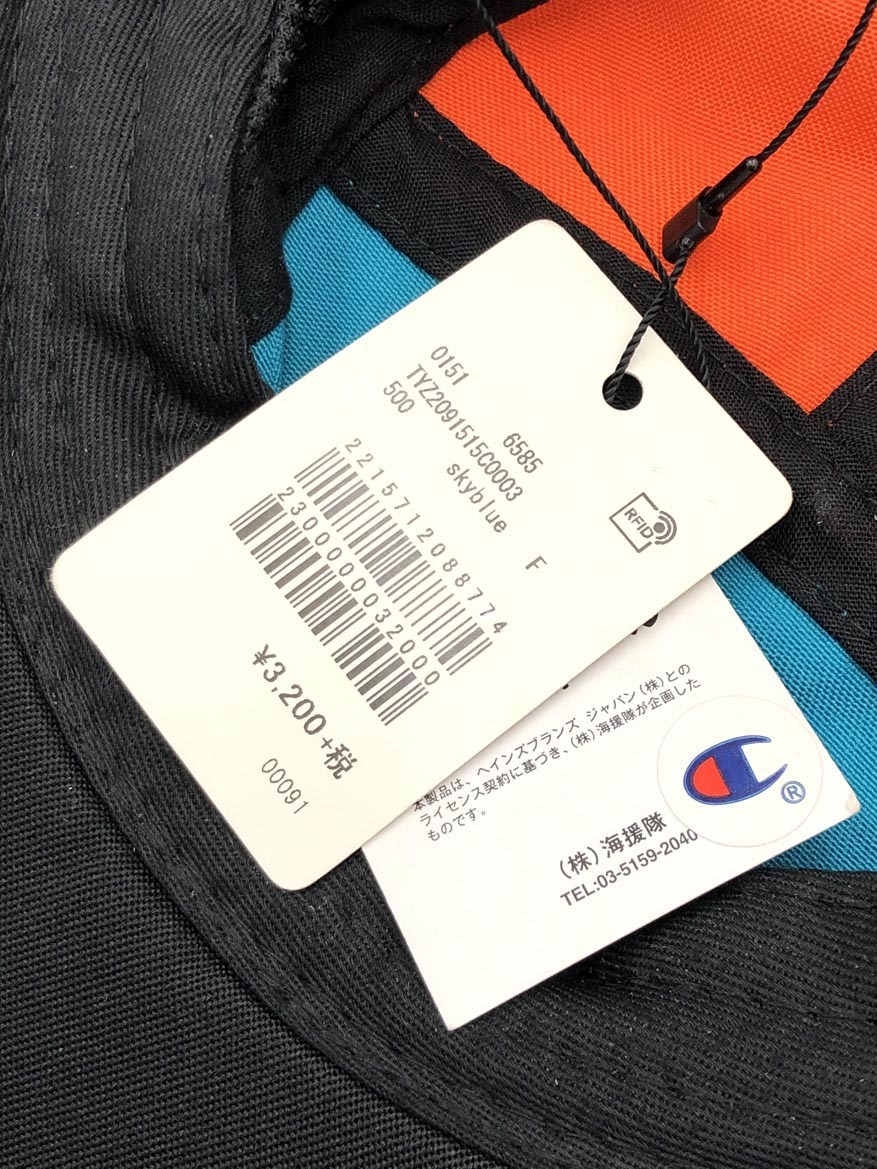 0151 6585
TYZ2091515C0003
500 skyblue F
2215712088774
2300000032000
¥3,200+税
00091
RFID
本製品は、ヘインズブランズ ジャパン(株)との
ライセンス契約に基づき、(株)海援隊が企画した
ものです。
(株)海援隊
TEL:03-5159-2040
C
®